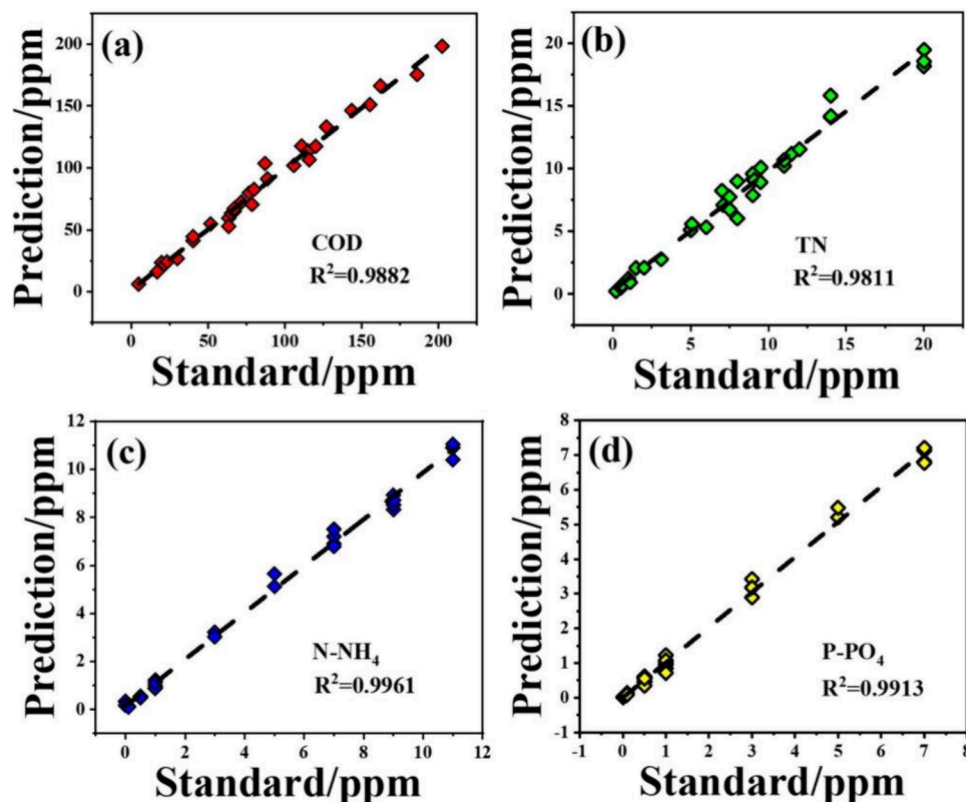 (a)
Prediction/ppm
200
150
100
50
0
COD
R²=0.9882
0 50 100 150 200
Standard/ppm
(b)
Prediction/ppm
20
15
10
5
0
TN
R²=0.9811
0 5 10 15 20
Standard/ppm
(c)
Prediction/ppm
12
10
8
6
4
2
0
N-NH₄
R²=0.9961
0 2 4 6 8 10 12
Standard/ppm
(d)
Prediction/ppm
8
7
6
5
4
3
2
1
0
-1
P-PO₄
R²=0.9913
-1 0 1 2 3 4 5 6 7 8
Standard/ppm